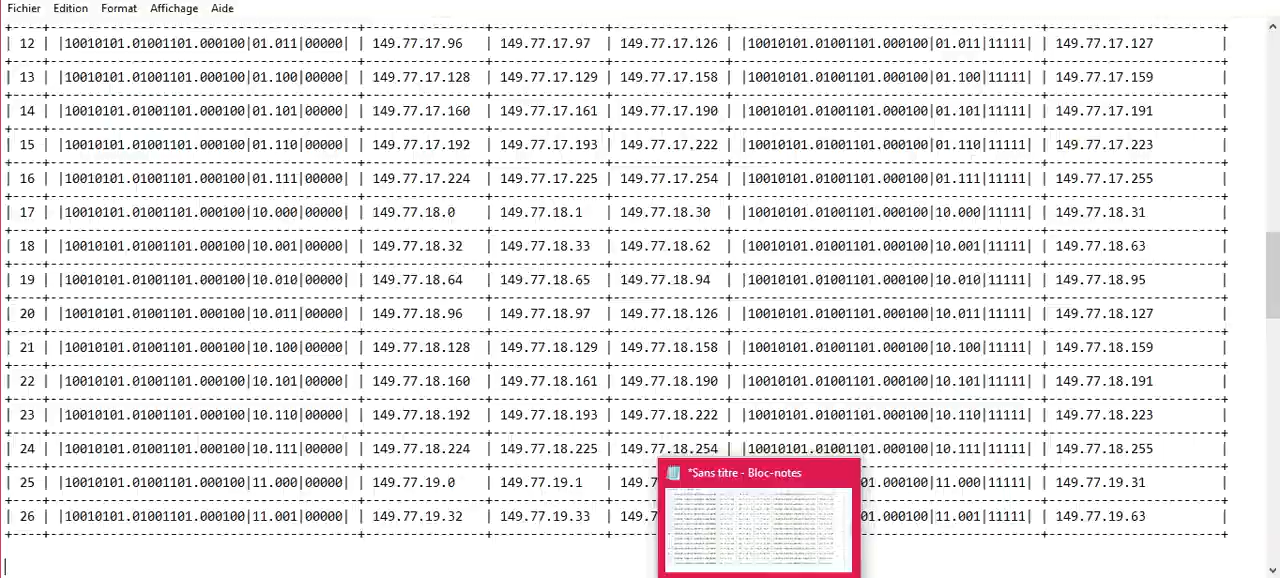 Fichier Edition Format Affichage Aide
| 12 | |10010101.01001101.000100|01.011|00000| | 149.77.17.96 | 149.77.17.97 | 149.77.17.126 | |10010101.01001101.000100|01.011|11111| | 149.77.17.127 |
| 13 | |10010101.01001101.000100|01.100|00000| | 149.77.17.128 | 149.77.17.129 | 149.77.17.158 | |10010101.01001101.000100|01.100|11111| | 149.77.17.159 |
| 14 | |10010101.01001101.000100|01.101|00000| | 149.77.17.160 | 149.77.17.161 | 149.77.17.190 | |10010101.01001101.000100|01.101|11111| | 149.77.17.191 |
| 15 | |10010101.01001101.000100|01.110|00000| | 149.77.17.192 | 149.77.17.193 | 149.77.17.222 | |10010101.01001101.000100|01.110|11111| | 149.77.17.223 |
| 16 | |10010101.01001101.000100|01.111|00000| | 149.77.17.224 | 149.77.17.225 | 149.77.17.254 | |10010101.01001101.000100|01.111|11111| | 149.77.17.255 |
| 17 | |10010101.01001101.000100|10.000|00000| | 149.77.18.0 | 149.77.18.1 | 149.77.18.30 | |10010101.01001101.000100|10.000|11111| | 149.77.18.31 |
| 18 | |10010101.01001101.000100|10.001|00000| | 149.77.18.32 | 149.77.18.33 | 149.77.18.62 | |10010101.01001101.000100|10.001|11111| | 149.77.18.63 |
| 19 | |10010101.01001101.000100|10.010|00000| | 149.77.18.64 | 149.77.18.65 | 149.77.18.94 | |10010101.01001101.000100|10.010|11111| | 149.77.18.95 |
| 20 | |10010101.01001101.000100|10.011|00000| | 149.77.18.96 | 149.77.18.97 | 149.77.18.126 | |10010101.01001101.000100|10.011|11111| | 149.77.18.127 |
| 21 | |10010101.01001101.000100|10.100|00000| | 149.77.18.128 | 149.77.18.129 | 149.77.18.158 | |10010101.01001101.000100|10.100|11111| | 149.77.18.159 |
| 22 | |10010101.01001101.000100|10.101|00000| | 149.77.18.160 | 149.77.18.161 | 149.77.18.190 | |10010101.01001101.000100|10.101|11111| | 149.77.18.191 |
| 23 | |10010101.01001101.000100|10.110|00000| | 149.77.18.192 | 149.77.18.193 | 149.77.18.222 | |10010101.01001101.000100|10.110|11111| | 149.77.18.223 |
| 24 | |10010101.01001101.000100|10.111|00000| | 149.77.18.224 | 149.77.18.225 | 149.77.18.254 | |10010101.01001101.000100|10.111|11111| | 149.77.18.255 |
*Sans titre - Bloc-notes
| 25 | |10010101.01001101.000100|11.000|00000| | 149.77.19.0 | 149.77.19.1 | 149.7 01.000100|11.000|11111| | 149.77.19.31 |
|10010101.01001101.000100|11.001|00000| | 149.77.19.32 | 149.77.19.33 | 149.7 01.000100|11.001|11111| | 149.77.19.63 |